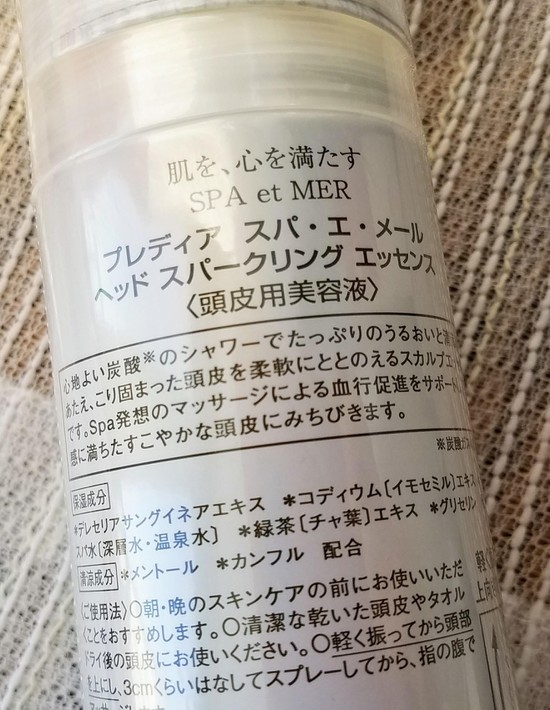 肌を、心を満たす
SPA et MER
プレディア スパ・エ・メール
ヘッド スパークリング エッセンス
〈頭皮用美容液〉
心地よい炭酸※のシャワーでたっぷりのうるおいと
あたえ、こり固まった頭皮を柔軟にととのえるスカルプエッ
です。Spa発想のマッサージによる血行促進をサポート
感に満ちたすこやかな頭皮にみちびきます。
※炭酸ガス
保湿成分
*デレセリアサングイネアエキス *コディウム〔イモセミル〕エキス
スパ水〔深層水・温泉水〕 *緑茶〔チャ葉〕エキス *グリセリン
清涼成分 *メントール *カンフル 配合
〈ご使用法〉〇朝・晩のスキンケアの前にお使いいただ
くことをおすすめします。〇清潔な乾いた頭皮やタオル
ドライ後の頭皮にお使いください。〇軽く振ってから頭部
を上にし、3cmくらいはなしてスプレーしてから、指の腹で
軽く
上向